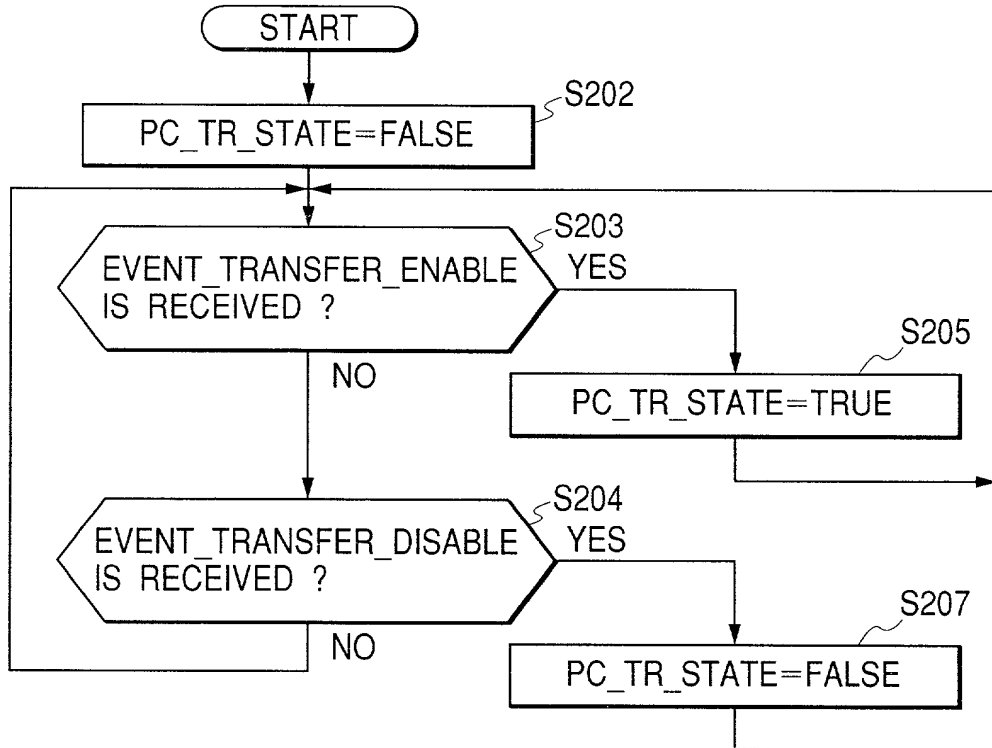 START
S202
PC_TR_STATE=FALSE
S203
EVENT_TRANSFER_ENABLE
IS RECEIVED ?
YES
NO
S205
PC_TR_STATE=TRUE
S204
EVENT_TRANSFER_DISABLE
IS RECEIVED ?
YES
NO
S207
PC_TR_STATE=FALSE